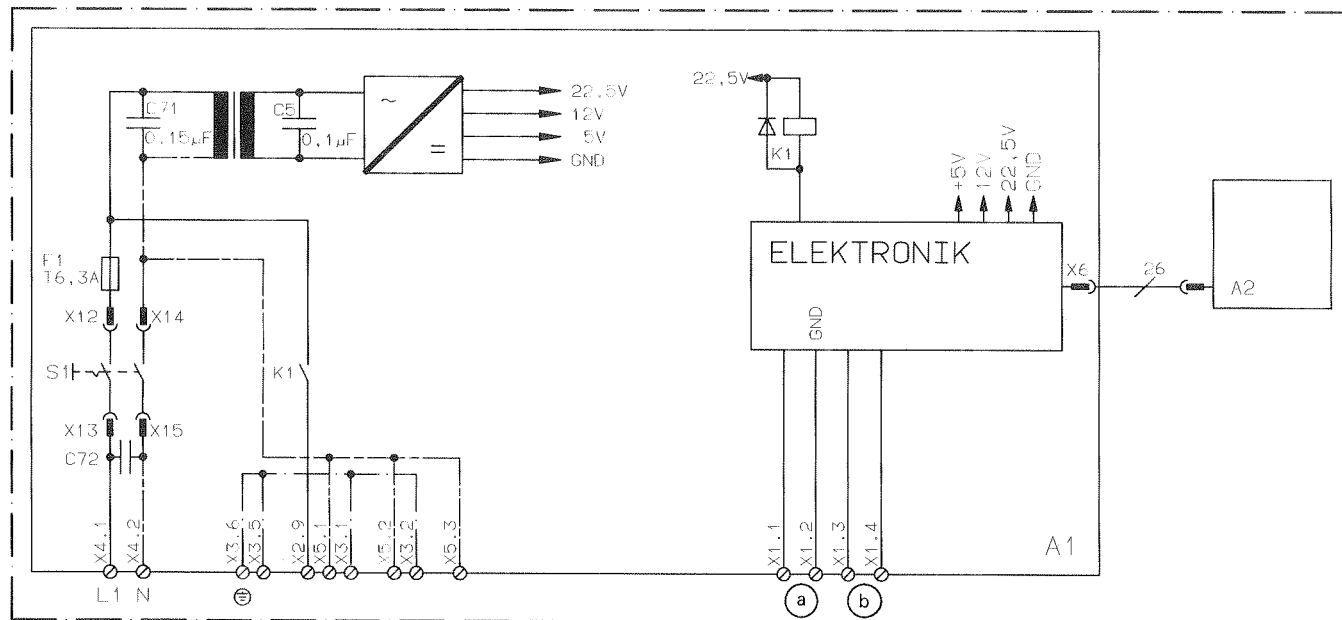 C71
0,15µF
C5
0,1µF
~
=
22.5V
12V
5V
GND
22,5V
K1
+5V
12V
22,5V
GND
ELEKTRONIK
GND
X6
26
A2
F1
T6,3A
X12
X14
S1
K1
X13
X15
C72
X4.1
X4.2
X3.6
X3.5
X2.9
X5.1
X3.1
X5.2
X3.2
X5.3
X1.1
X1.2
X1.3
X1.4
A1
L1 N
a
b